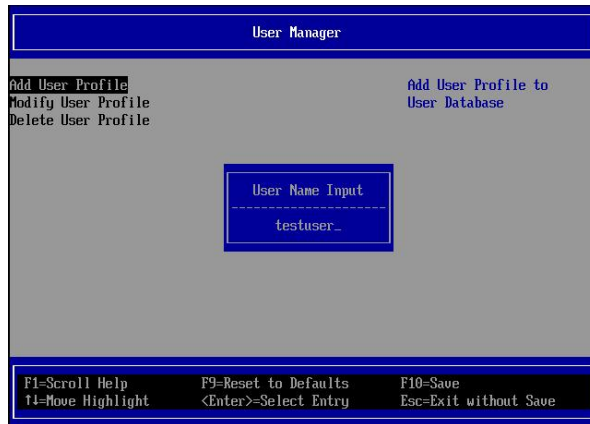 User Manager
Add User Profile
Modify User Profile
Delete User Profile
Add User Profile to
User Database
User Name Input
testuser_
F1=Scroll Help F9=Reset to Defaults F10=Save
↑↓=Move Highlight <Enter>=Select Entry Esc=Exit without Save